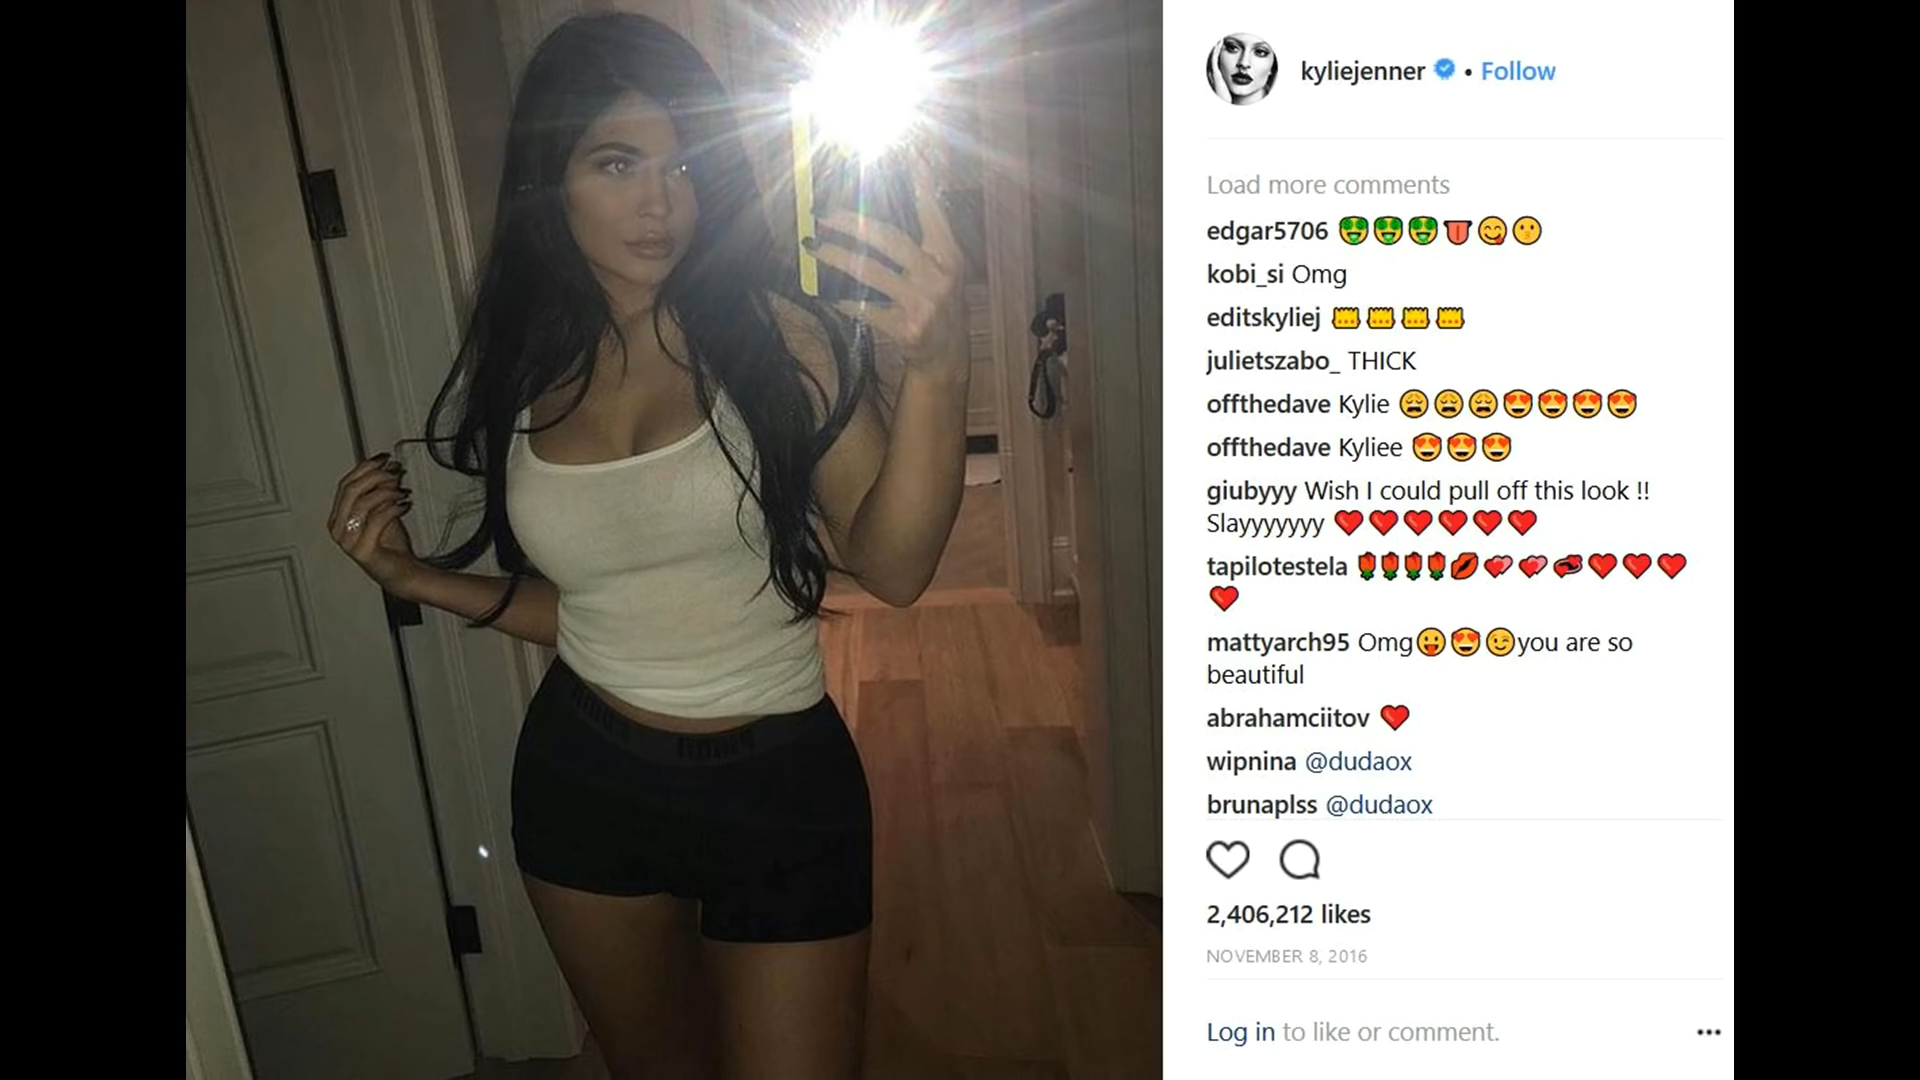 kyliejenner • Follow
Load more comments
edgar5706 🤑🤑🤑👅😋😗
kobi_si Omg
editskyliej 👑👑👑👑
julietszabo_ THICK
offthedave Kylie 😩😩😩😍😍😍😍
offthedave Kyliee 😍😍😍
giubyyy Wish I could pull off this look !!
Slayyyyyyy ❤️❤️❤️❤️❤️❤️
tapilotestela 🌹🌹🌹🌹💋💞💞💞❤️❤️❤️
❤️
mattyarch95 Omg😛😍😉you are so
beautiful
abrahamciitov ❤️
wipnina @dudaox
brunaplss @dudaox
2,406,212 likes
NOVEMBER 8, 2016
Log in to like or comment.